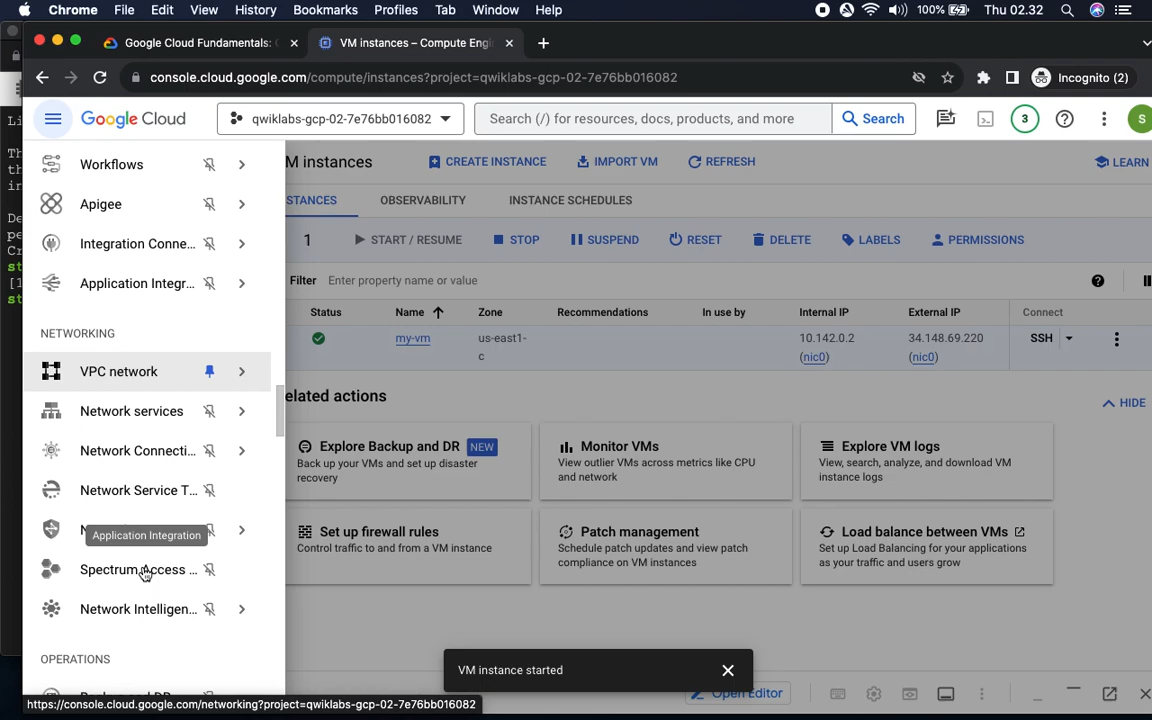 Chrome File Edit View History Bookmarks Profiles Tab Window Help 100% Thu 02.32
Google Cloud Fundamentals: VM instances – Compute Engi
console.cloud.google.com/compute/instances?project=qwiklabs-gcp-02-7e76bb016082 Incognito (2)
Google Cloud qwiklabs-gcp-02-7e76bb016082 Search (/) for resources, docs, products, and more Search 3 S
Workflows
Apigee
Integration Conne...
Application Integr...
NETWORKING
VPC network
Network services
Network Connecti...
Network Service T...
Application Integration
Spectrum Access ...
Network Intelligen...
OPERATIONS
https://console.cloud.google.com/networking?project=qwiklabs-gcp-02-7e76bb016082
M instances CREATE INSTANCE IMPORT VM REFRESH LEARN
STANCES OBSERVABILITY INSTANCE SCHEDULES
1 START / RESUME STOP SUSPEND RESET DELETE LABELS PERMISSIONS
Filter Enter property name or value
Status Name Zone Recommendations In use by Internal IP External IP Connect
my-vm us-east1-
c 10.142.0.2
(nic0) 34.148.69.220
(nic0) SSH
elated actions HIDE
Explore Backup and DR NEW
Back up your VMs and set up disaster
recovery
Monitor VMs
View outlier VMs across metrics like CPU
and network
Explore VM logs
View, search, analyze, and download VM
instance logs
Set up firewall rules
Control traffic to and from a VM instance
Patch management
Schedule patch updates and view patch
compliance on VM instances
Load balance between VMs
Set up Load Balancing for your applications
as your traffic and users grow
VM instance started
Open Editor